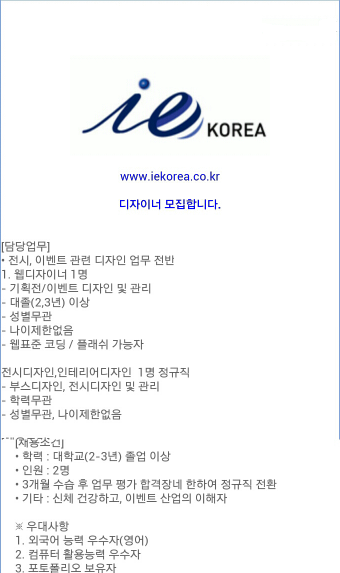 ie KOREA
www.iekorea.co.kr
디자이너 모집합니다.
[담당업무]
• 전시, 이벤트 관련 디자인 업무 전반
1. 웹디자이너 1명
- 기획전/이벤트 디자인 및 관리
- 대졸(2,3년) 이상
- 성별무관
- 나이제한없음
- 웹표준 코딩 / 플래쉬 가능자
전시디자인,인테리어디자인 1명 정규직
- 부스디자인, 전시디자인 및 관리
- 학력무관
- 성별무관, 나이제한없음
[채용조건]
• 학력 : 대학교(2-3년) 졸업 이상
• 인원 : 2명
• 3개월 수습 후 업무 평가 합격장네 한하여 정규직 전환
• 기타 : 신체 건강하고, 이벤트 산업의 이해자
※ 우대사항
1. 외국어 능력 우수자(영어)
2. 컴퓨터 활용능력 우수자
3. 포토폴리오 보유자